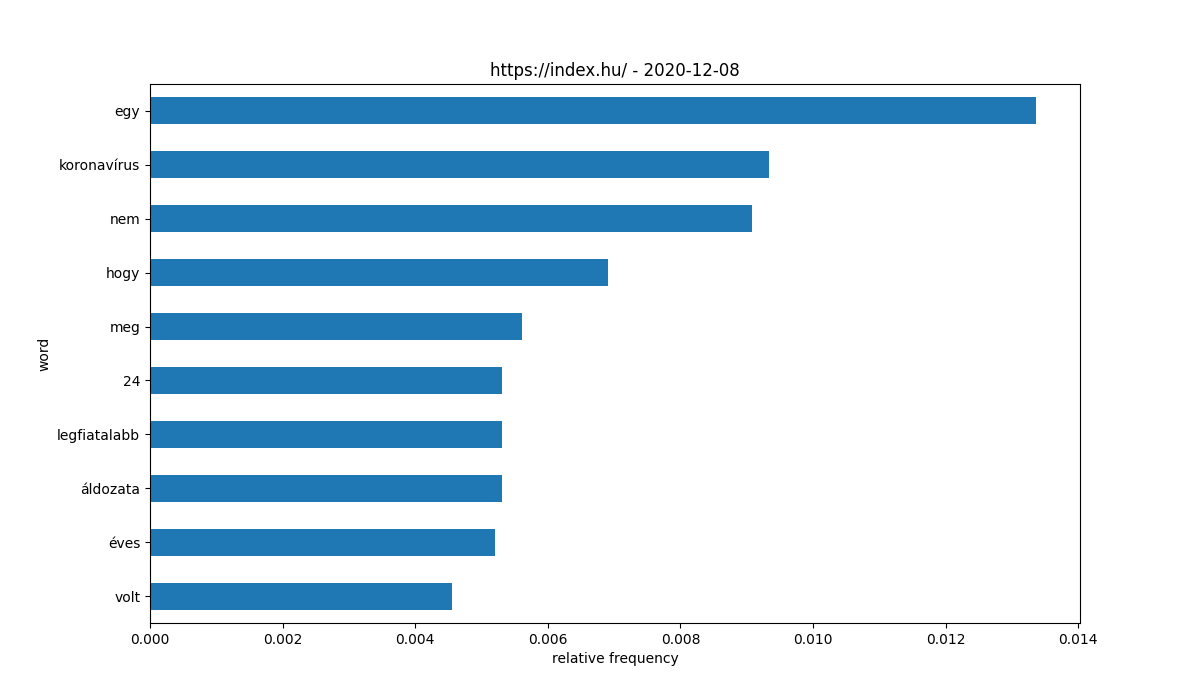 https://index.hu/ - 2020-12-08
word
egy
koronavírus
nem
hogy
meg
24
legfiatalabb
áldozata
éves
volt
0.000 0.002 0.004 0.006 0.008 0.010 0.012 0.014
relative frequency